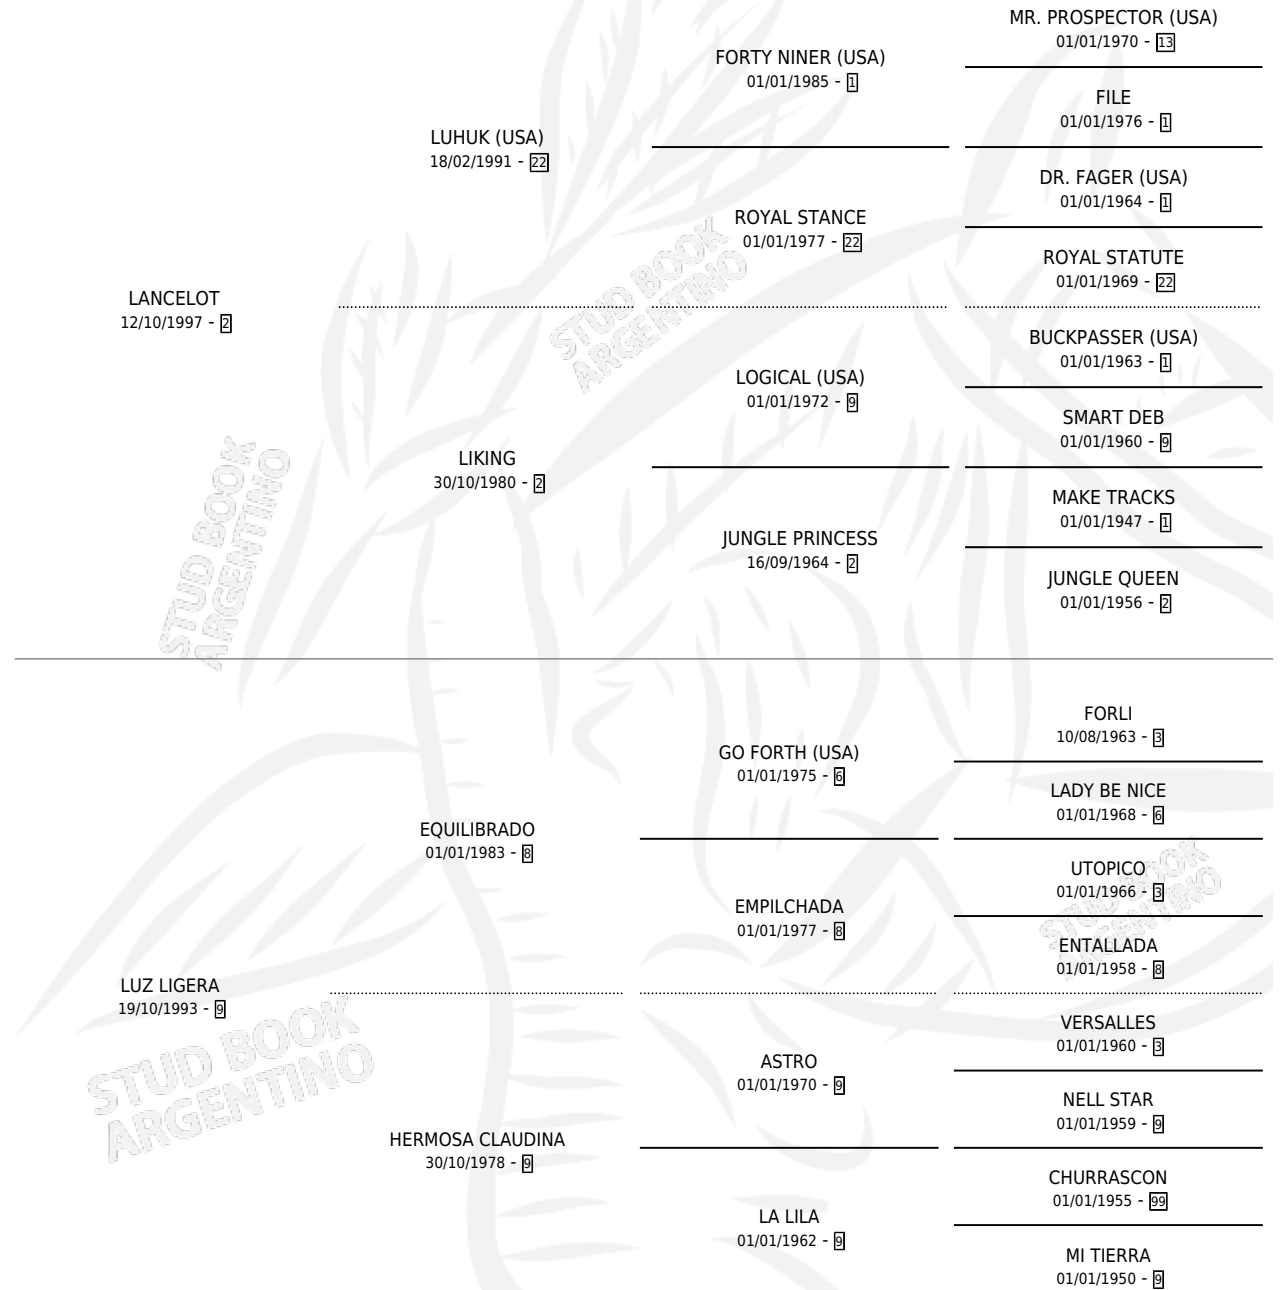 MR. PROSPECTOR (USA)
01/01/1970 - 13
FORTY NINER (USA)
01/01/1985 - 1
FILE
01/01/1976 - 1
LUHUK (USA)
18/02/1991 - 22
DR. FAGER (USA)
01/01/1964 - 1
ROYAL STANCE
01/01/1977 - 22
ROYAL STATUTE
01/01/1969 - 22
LANCELOT
12/10/1997 - 2
STUD BOOK
ARGENTINO
BUCKPASSER (USA)
01/01/1963 - 1
LOGICAL (USA)
01/01/1972 - 9
SMART DEB
01/01/1960 - 9
LIKING
30/10/1980 - 2
STUD BOOK
ARGENTINO
MAKE TRACKS
01/01/1947 - 1
JUNGLE PRINCESS
16/09/1964 - 2
JUNGLE QUEEN
01/01/1956 - 2
FORLI
10/08/1963 - 3
GO FORTH (USA)
01/01/1975 - 6
LADY BE NICE
01/01/1968 - 6
EQUILIBRADO
01/01/1983 - 8
UTOPICO
01/01/1966 - 3
STUD BOOK
ARGENTINO
EMPILCHADA
01/01/1977 - 8
ENTALLADA
01/01/1958 - 8
LUZ LIGERA
19/10/1993 - 9
STUD BOOK
ARGENTINO
VERSALLES
01/01/1960 - 3
ASTRO
01/01/1970 - 9
NELL STAR
01/01/1959 - 9
HERMOSA CLAUDINA
30/10/1978 - 9
CHURRASCON
01/01/1955 - 99
LA LILA
01/01/1962 - 9
MI TIERRA
01/01/1950 - 9